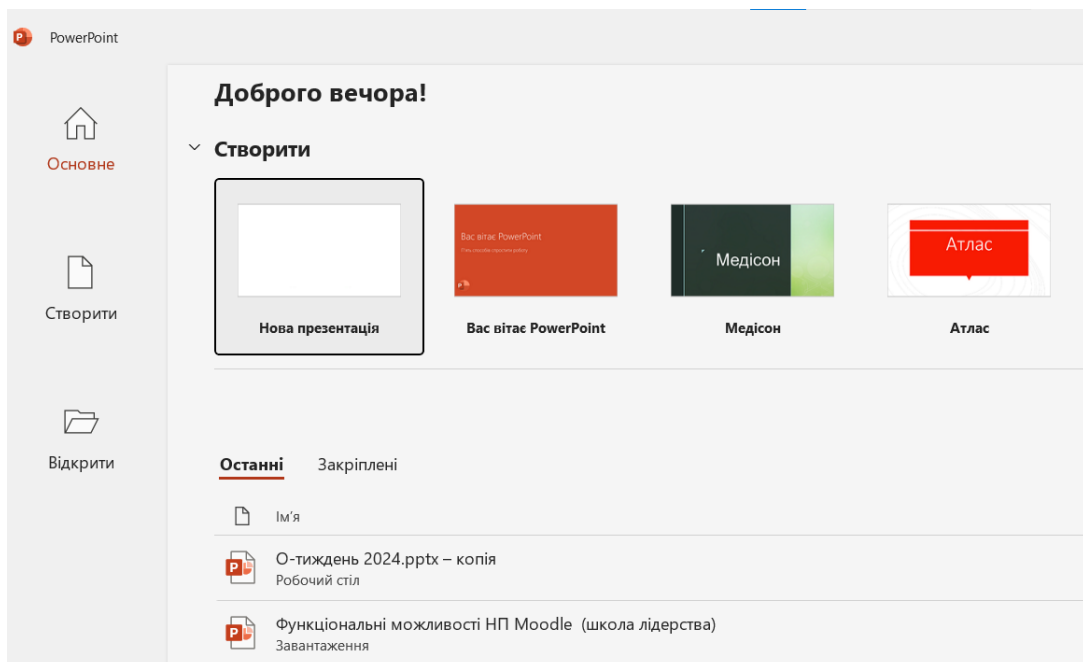 PowerPoint
Доброго вечора!
Створити
Основне
Створити
Відкрити
Вас вітає PowerPoint
Медісон
Атлас
Нова презентація
Вас вітає PowerPoint
Медісон
Атлас
Останні
Закріплені
Ім'я
О-тиждень 2024.pptx – копія
Робочий стіл
Функціональні можливості НП Moodle (школа лідерства)
Завантаження